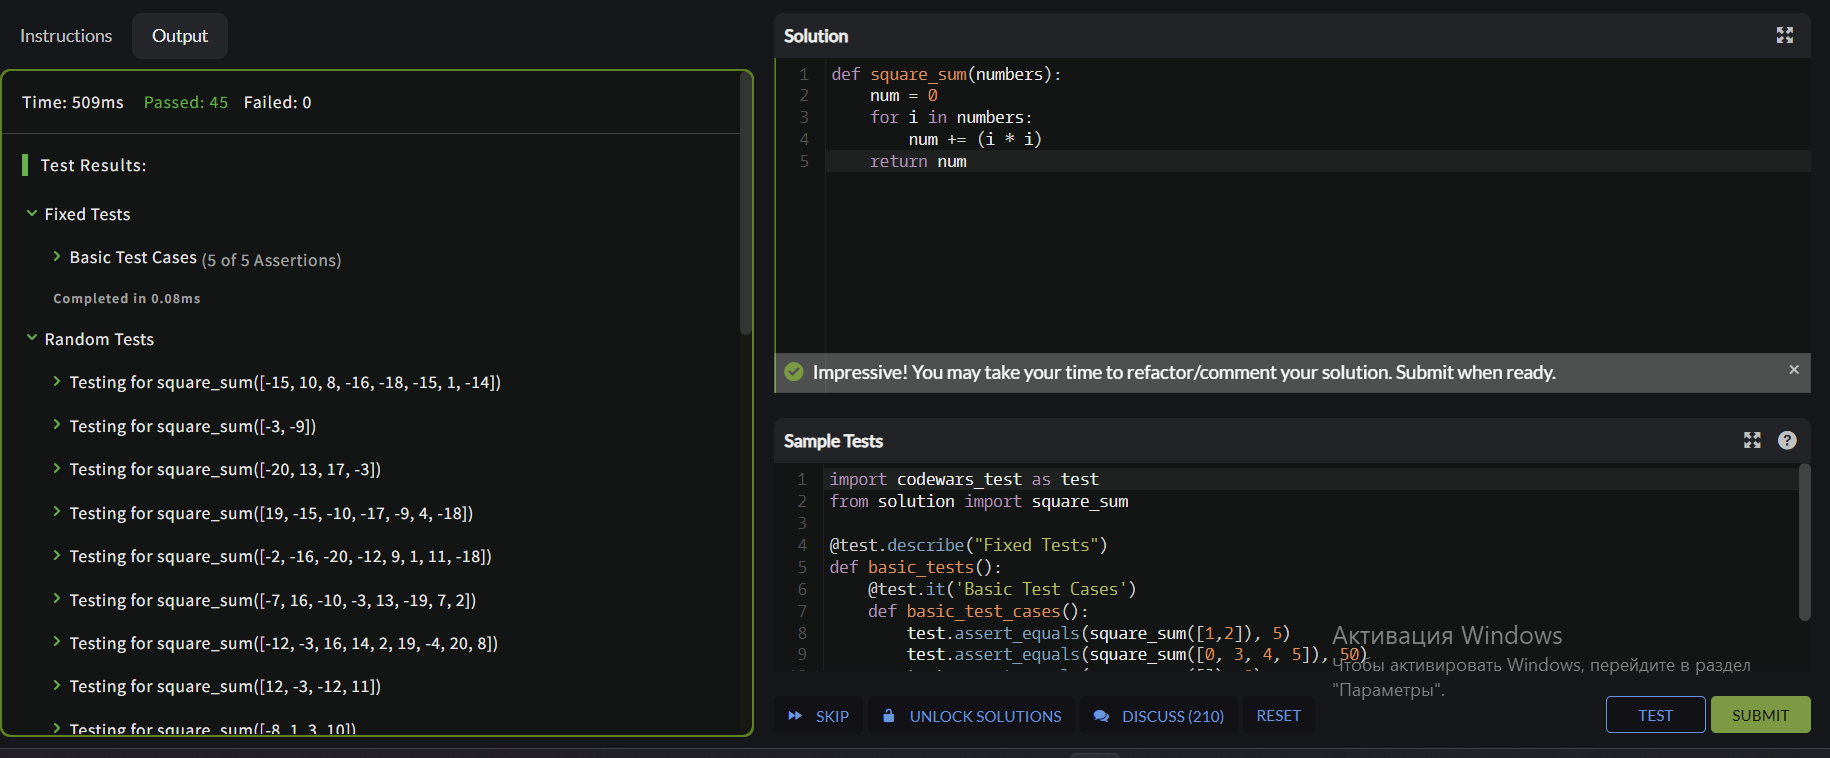 Instructions
Output
Time: 509ms Passed: 45 Failed: 0
Test Results:
Fixed Tests
Basic Test Cases (5 of 5 Assertions)
Completed in 0.08ms
Random Tests
Testing for square_sum([-15, 10, 8, -16, -18, -15, 1, -14])
Testing for square_sum([-3, -9])
Testing for square_sum([-20, 13, 17, -3])
Testing for square_sum([19, -15, -10, -17, -9, 4, -18])
Testing for square_sum([-2, -16, -20, -12, 9, 1, 11, -18])
Testing for square_sum([-7, 16, -10, -3, 13, -19, 7, 2])
Testing for square_sum([-12, -3, 16, 14, 2, 19, -4, 20, 8])
Testing for square_sum([12, -3, -12, 11])
Testing for square_sum([-8, 1, 3, 10])
Solution
1 def square_sum(numbers):
2 num = 0
3 for i in numbers:
4 num += (i * i)
5 return num
Impressive! You may take your time to refactor/comment your solution. Submit when ready.
Sample Tests
1 import codewars_test as test
2 from solution import square_sum
3
4 @test.describe("Fixed Tests")
5 def basic_tests():
6 @test.it('Basic Test Cases')
7 def basic_test_cases():
8 test.assert_equals(square_sum([1,2]), 5)
9 test.assert_equals(square_sum([0, 3, 4, 5]), 50)
Активация Windows
Чтобы активировать Windows, перейдите в раздел
"Параметры".
SKIP
UNLOCK SOLUTIONS
DISCUSS (210)
RESET
TEST
SUBMIT